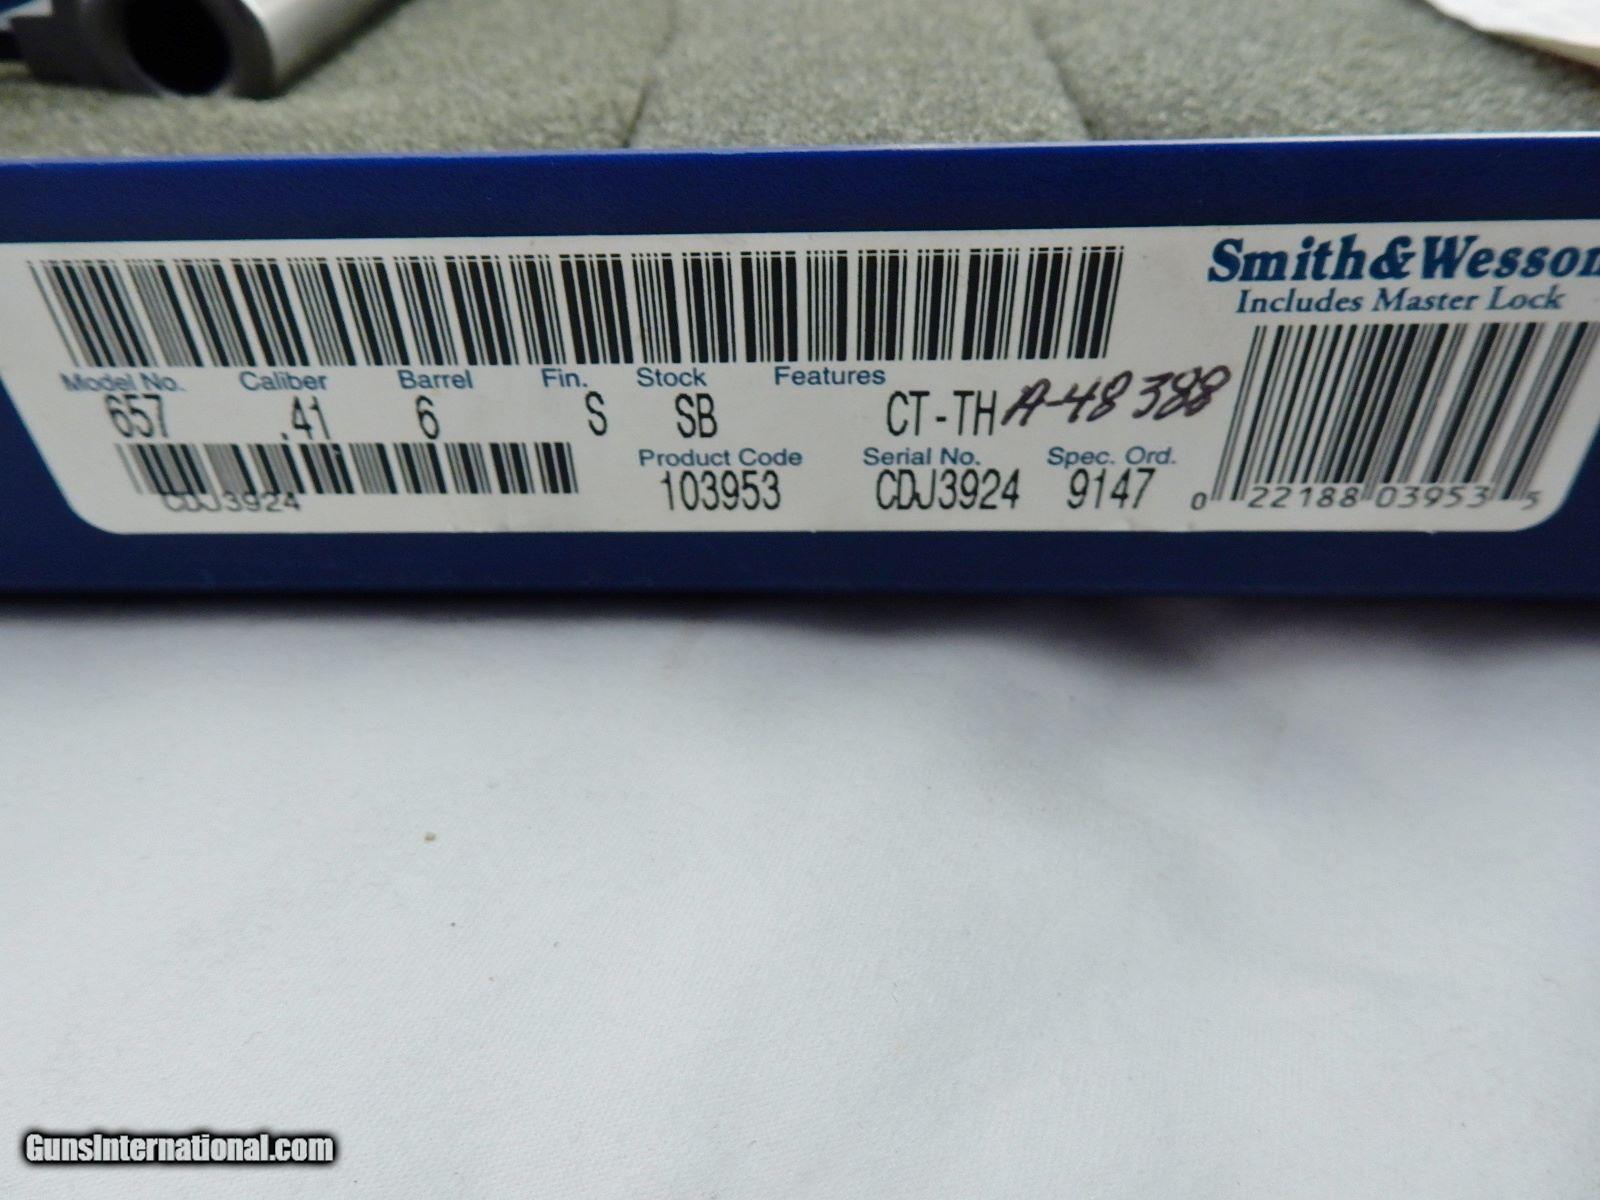 Smith&Wesson
Includes Master Lock
Model No. Caliber Barrel Fin. Stock Features
657 .41 6 S SB CT-TH A-48388
Product Code Serial No. Spec. Ord.
103953 CDJ3924 9147
CDJ3924
0 22188 03953 5
GunsInternational.com